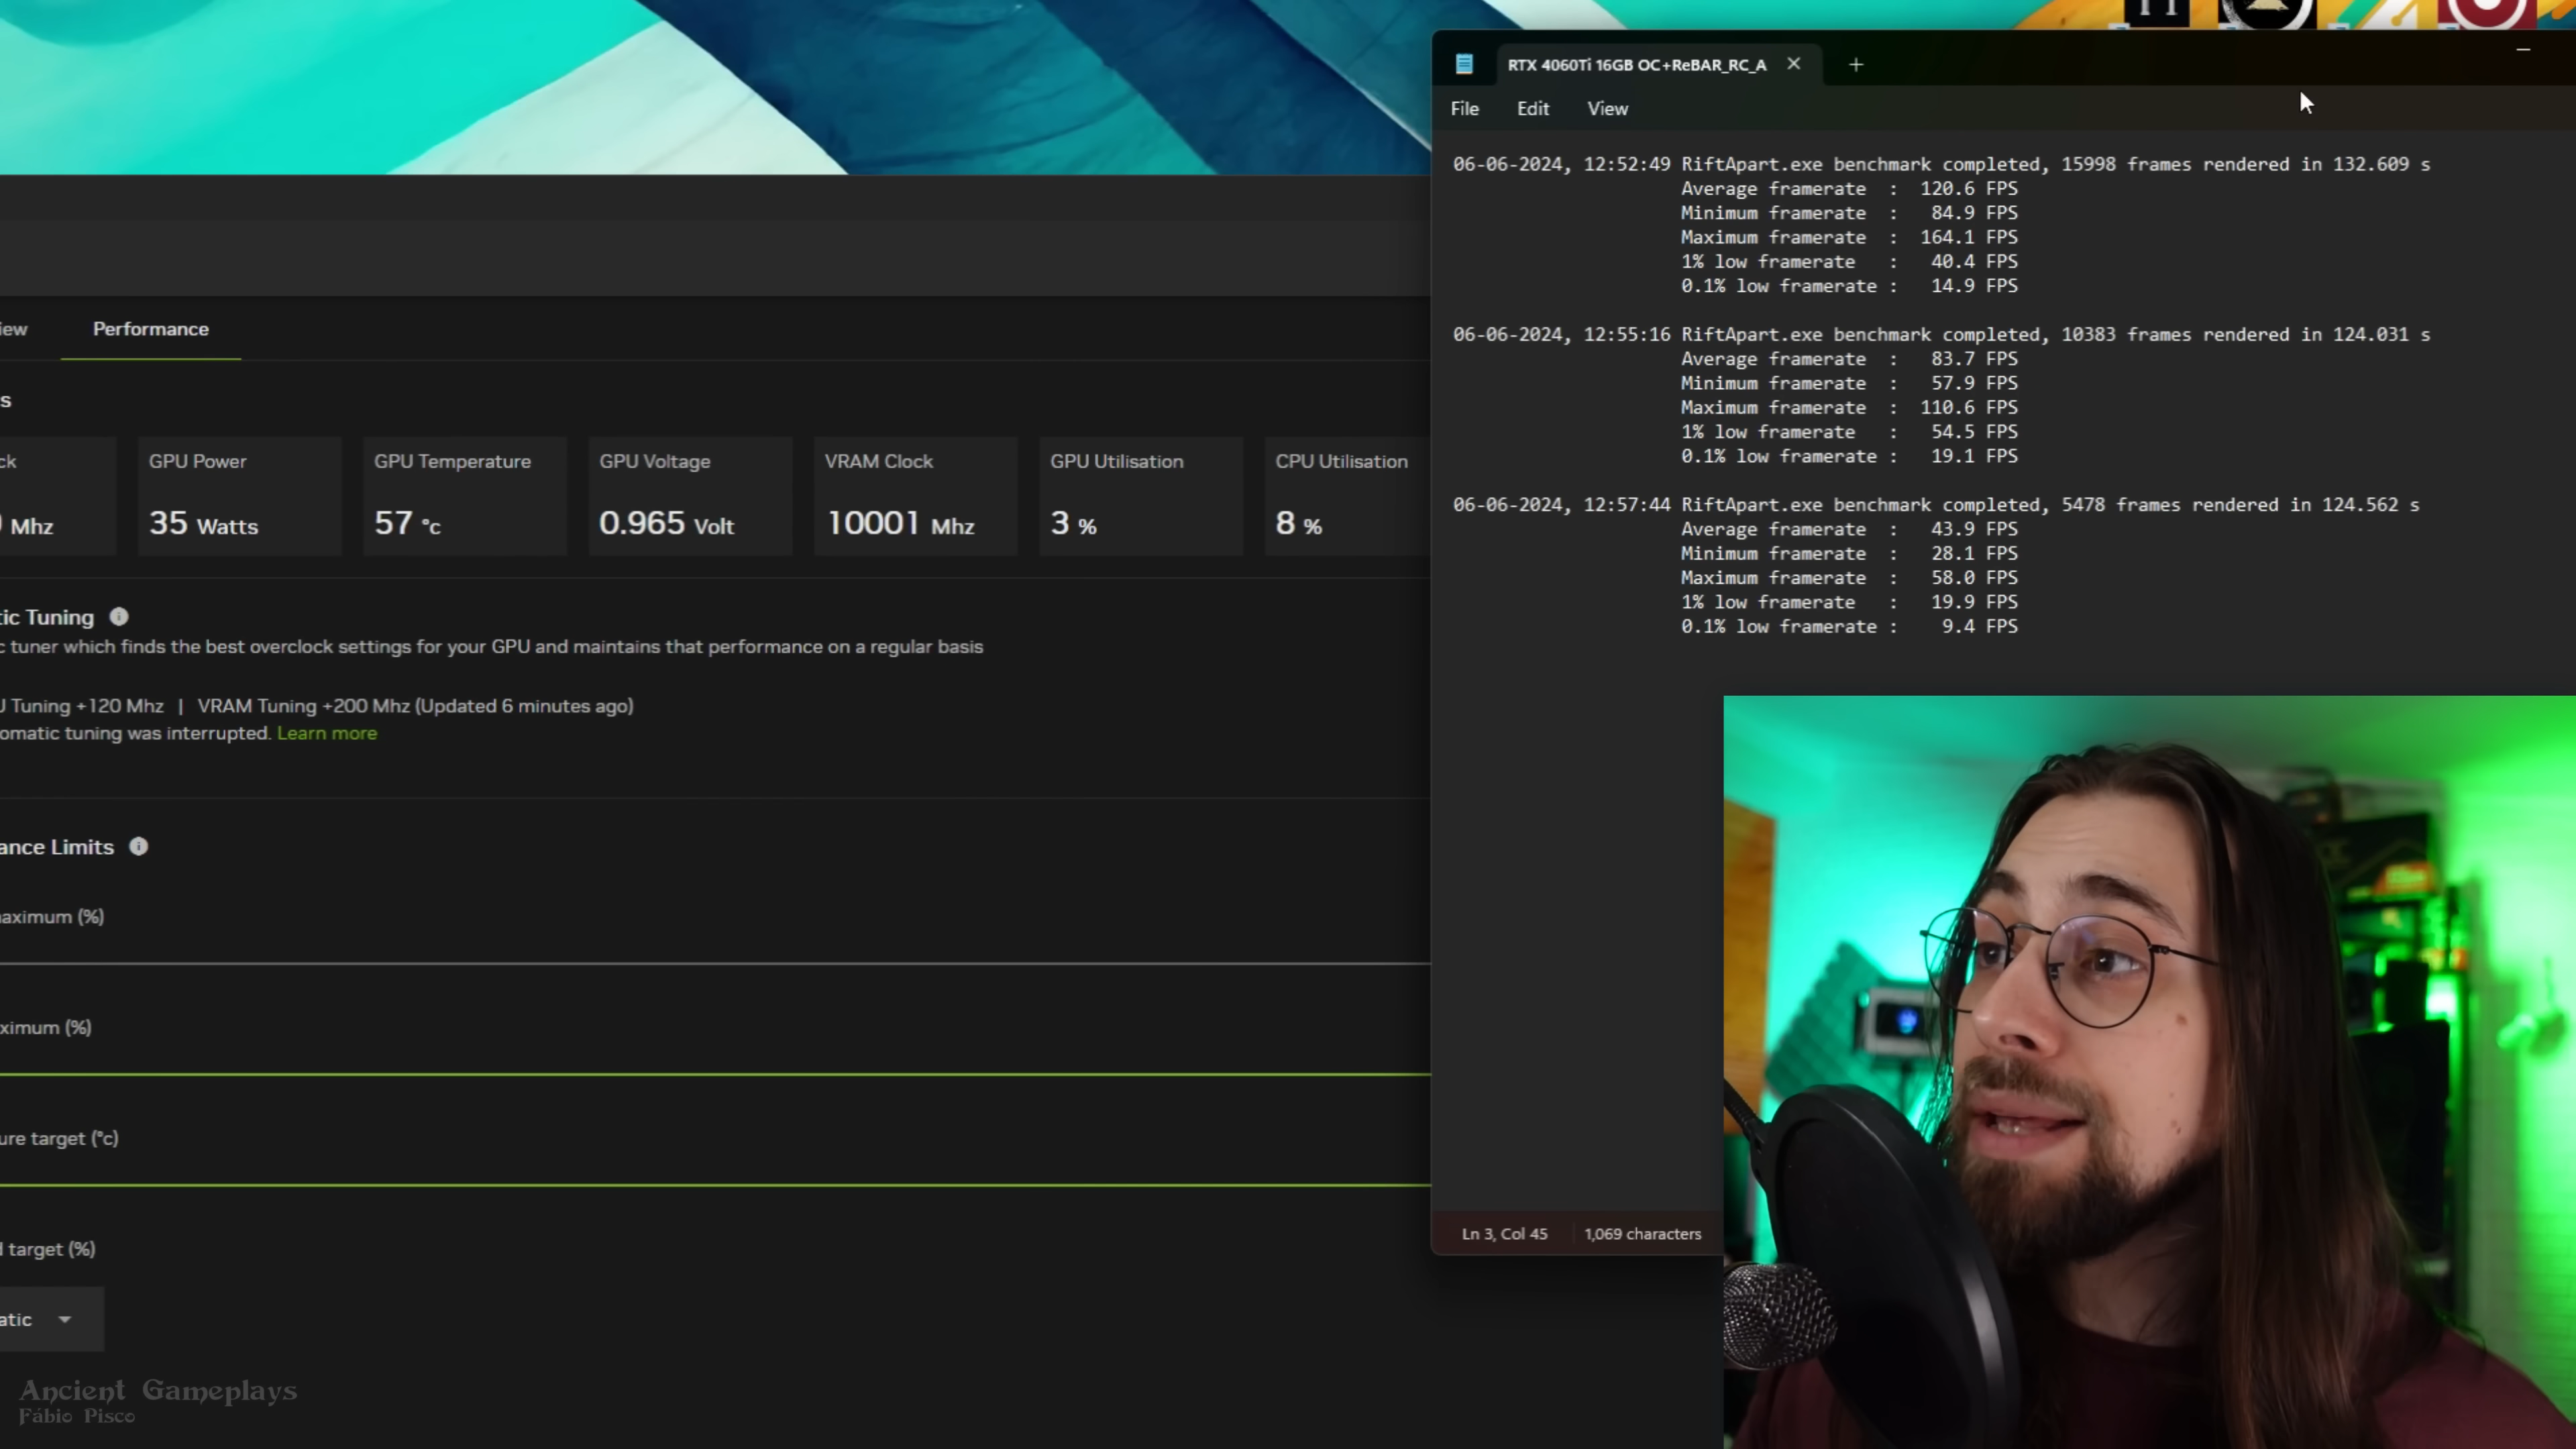 RTX 4060Ti 16GB OC+ReBAR_RC_A
File Edit View
06-06-2024, 12:52:49 RiftApart.exe benchmark completed, 15998 frames rendered in 132.609 s
Average framerate : 120.6 FPS
Minimum framerate : 84.9 FPS
Maximum framerate : 164.1 FPS
1% low framerate : 40.4 FPS
0.1% low framerate : 14.9 FPS
06-06-2024, 12:55:16 RiftApart.exe benchmark completed, 10383 frames rendered in 124.031 s
Average framerate : 83.7 FPS
Minimum framerate : 57.9 FPS
Maximum framerate : 110.6 FPS
1% low framerate : 54.5 FPS
0.1% low framerate : 19.1 FPS
06-06-2024, 12:57:44 RiftApart.exe benchmark completed, 5478 frames rendered in 124.562 s
Average framerate : 43.9 FPS
Minimum framerate : 28.1 FPS
Maximum framerate : 58.0 FPS
1% low framerate : 19.9 FPS
0.1% low framerate : 9.4 FPS
Ln 3, Col 45 1,069 characters
iew Performance
s
ck GPU Power GPU Temperature GPU Voltage VRAM Clock GPU Utilisation CPU Utilisation
Mhz 35 Watts 57 °c 0.965 Volt 10001 Mhz 3 % 8 %
tic Tuning
c tuner which finds the best overclock settings for your GPU and maintains that performance on a regular basis
Tuning +120 Mhz | VRAM Tuning +200 Mhz (Updated 6 minutes ago)
omatic tuning was interrupted. Learn more
ance Limits
aximum (%)
ximum (%)
ure target (°c)
target (%)
atic
Ancient Gameplays
Fábio Pisco